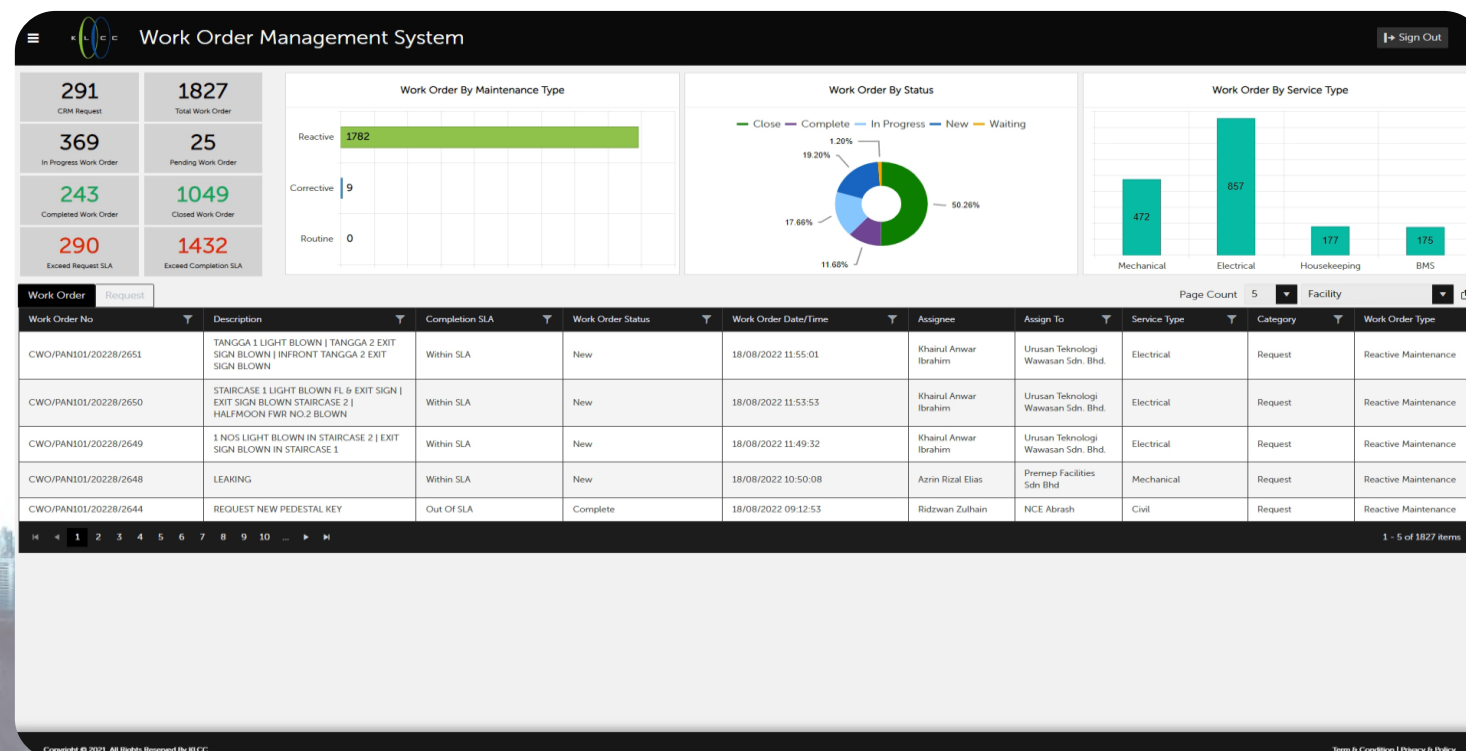 KLCC Work Order Management System
Sign Out
291
CRM Request
1827
Total Work Order
369
In Progress Work Order
25
Pending Work Order
243
Completed Work Order
1049
Closed Work Order
290
Exceed Request SLA
1432
Exceed Completion SLA
Work Order By Maintenance Type
Reactive 1782
Corrective 9
Routine 0
Work Order By Status
Close Complete In Progress New Waiting
1.20%
19.20%
50.26%
17.66%
11.68%
Work Order By Service Type
857
472
177
175
Mechanical Electrical Housekeeping BMS
Work Order Request
Page Count 5 Facility
Work Order No Description Completion SLA Work Order Status Work Order Date/Time Assignee Assign To Service Type Category Work Order Type
CWO/PAN101/20228/2651
TANGGA 1 LIGHT BLOWN | TANGGA 2 EXIT
SIGN BLOWN | INFRONT TANGGA 2 EXIT
SIGN BLOWN
Within SLA
New
18/08/2022 11:55:01
Khairul Anwar
Ibrahim
Urusan Teknologi
Wawasan Sdn. Bhd.
Electrical
Request
Reactive Maintenance
CWO/PAN101/20228/2650
STAIRCASE 1 LIGHT BLOWN FL & EXIT SIGN |
EXIT SIGN BLOWN STAIRCASE 2 |
HALFMOON FWR NO.2 BLOWN
Within SLA
New
18/08/2022 11:53:53
Khairul Anwar
Ibrahim
Urusan Teknologi
Wawasan Sdn. Bhd.
Electrical
Request
Reactive Maintenance
CWO/PAN101/20228/2649
1 NOS LIGHT BLOWN IN STAIRCASE 2 | EXIT
SIGN BLOWN IN STAIRCASE 1
Within SLA
New
18/08/2022 11:49:32
Khairul Anwar
Ibrahim
Urusan Teknologi
Wawasan Sdn. Bhd.
Electrical
Request
Reactive Maintenance
CWO/PAN101/20228/2648
LEAKING
Within SLA
New
18/08/2022 10:50:08
Azrin Rizal Elias
Premep Facilities
Sdn Bhd
Mechanical
Request
Reactive Maintenance
CWO/PAN101/20228/2644
REQUEST NEW PEDESTAL KEY
Out Of SLA
Complete
18/08/2022 09:12:53
Ridzwan Zulhain
NCE Abrash
Civil
Request
Reactive Maintenance
1 2 3 4 5 6 7 8 9 10 ...
1 - 5 of 1827 items
Copyright © 2021. All Rights Reserved By KLCC
Term & Condition | Privacy & Policy